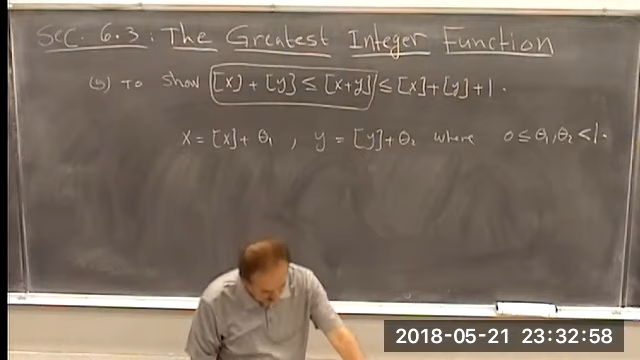 Sec. 6.3: The Greatest Integer Function
To show [x] + [y] ≤ [x+y] ≤ [x]+[y]+1.
x = [x] + θ₁ , y = [y] + θ₂ where 0 ≤ θ₁, θ₂ < 1.
2018-05-21 23:32:58